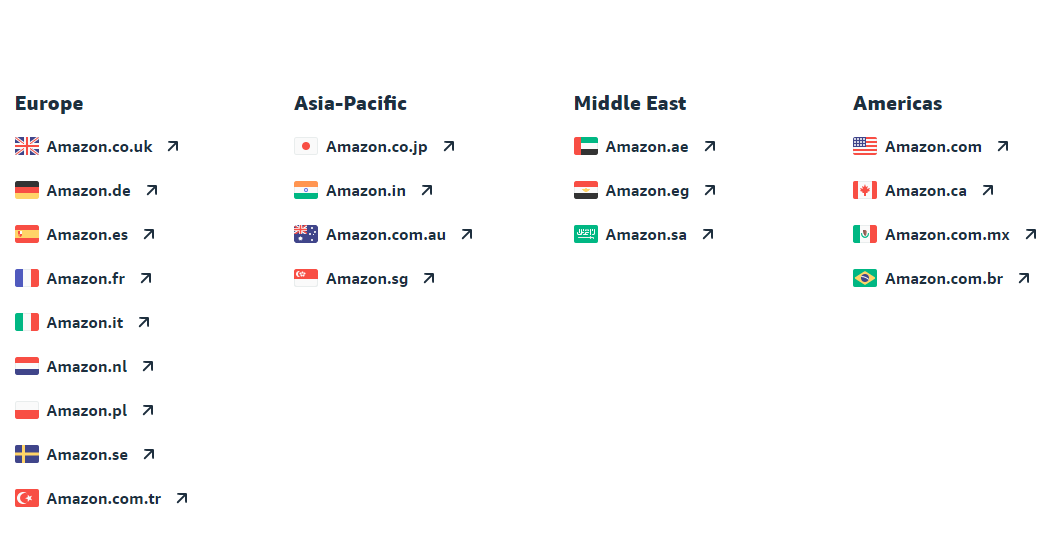 Europe
Amazon.co.uk
Amazon.de
Amazon.es
Amazon.fr
Amazon.it
Amazon.nl
Amazon.pl
Amazon.se
Amazon.com.tr
Asia-Pacific
Amazon.co.jp
Amazon.in
Amazon.com.au
Amazon.sg
Middle East
Amazon.ae
Amazon.eg
Amazon.sa
Americas
Amazon.com
Amazon.ca
Amazon.com.mx
Amazon.com.br